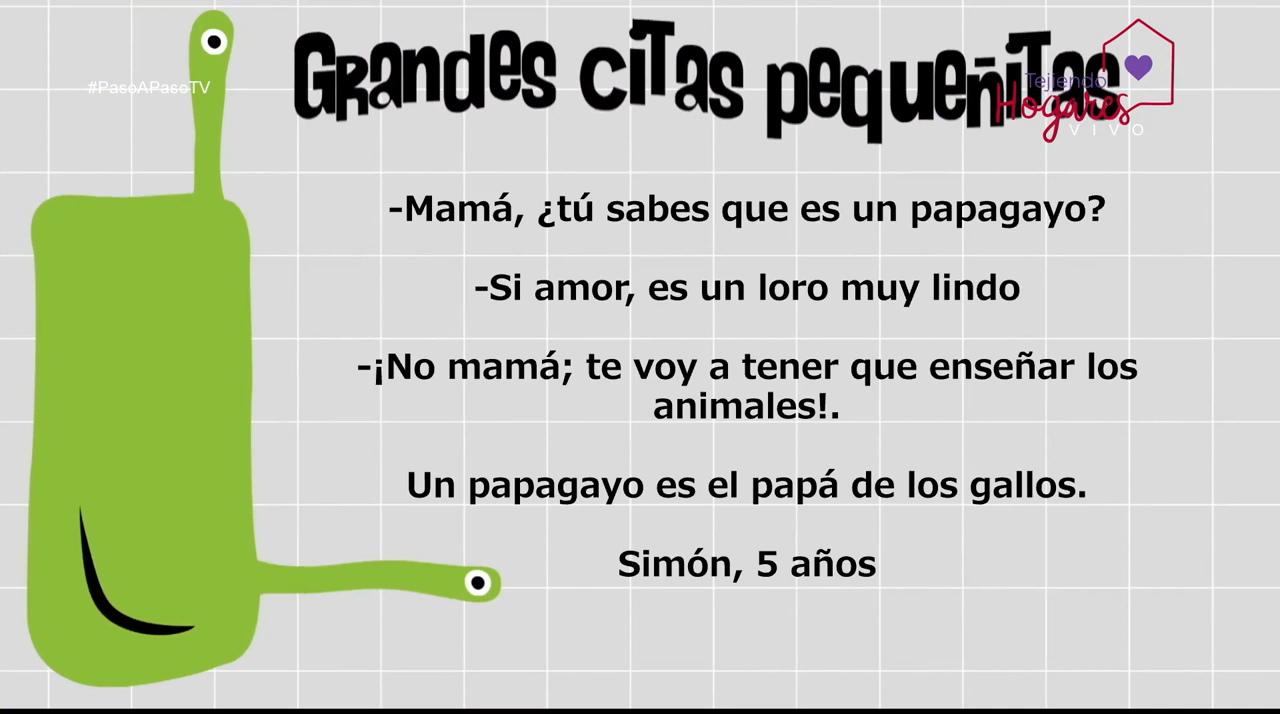 Grandes citas pequeñitas
#PasoAPasoTV
Tejiendo
Hogares
VIVO
-Mamá, ¿tú sabes que es un papagayo?
-Si amor, es un loro muy lindo
-¡No mamá; te voy a tener que enseñar los
animales!.
Un papagayo es el papá de los gallos.
Simón, 5 años